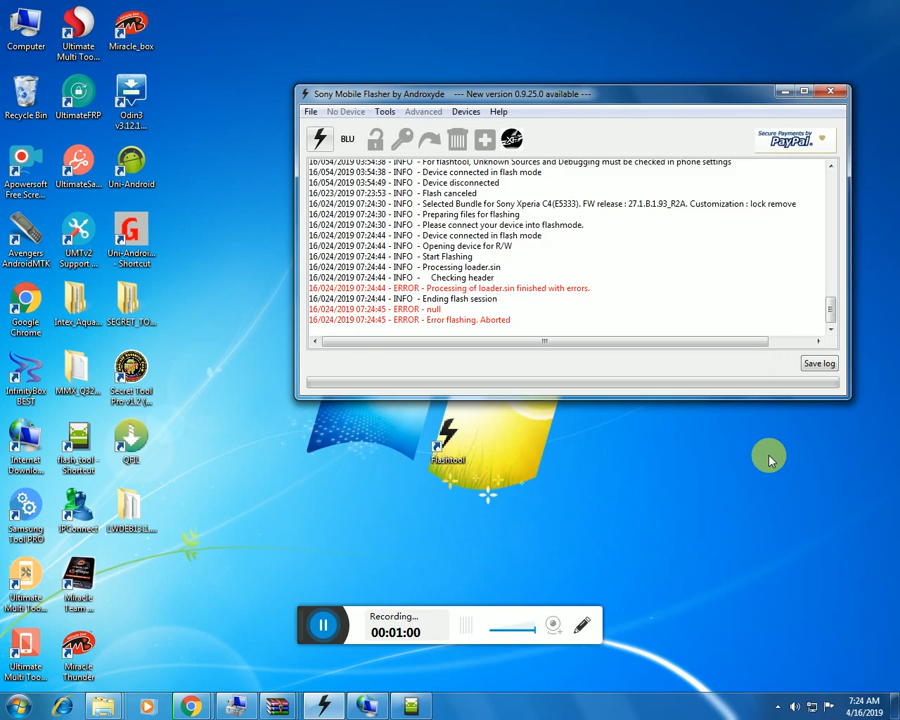 Computer
Ultimate
Multi Too...
Miracle_box
Recycle Bin
UltimateFRP
Odin3
v3.12.1...
Apowersoft
Free Scre...
UltimateSa...
Uni-Android
Avengers
AndroidMTK
UMTv2
Support ...
Uni-Android
- Shortcut
Google
Chrome
Intex_Aqua...
SECRET_TO...
InfinityBox
BEST
MMX_Q32...
Secret Tool
Pro v1.2 (...
Internet
Downloa...
flash_tool -
Shortcut
QFIL
Samsung
Tool PRO
IPConnect
Ultimate
Multi Too...
Miracle
Team ...
Ultimate
Multi Too...
Miracle
Thunder
Flashtool
Sony Mobile Flasher by Androxyde --- New version 0.9.25.0 available ---
File No Device Tools Advanced Devices Help
BLU
Secure Payments by
PayPal.
16/054/2019 03:54:38 - INFO - For flashtool, Unknown Sources and Debugging must be checked in phone settings
16/054/2019 03:54:38 - INFO - Device connected in flash mode
16/054/2019 03:54:49 - INFO - Device disconnected
16/023/2019 07:23:53 - INFO - Flash canceled
16/024/2019 07:24:30 - INFO - Selected Bundle for Sony Xperia C4(E5333). FW release : 27.1.B.1.93_R2A. Customization : lock remove
16/024/2019 07:24:30 - INFO - Preparing files for flashing
16/024/2019 07:24:30 - INFO - Please connect your device into flashmode.
16/024/2019 07:24:44 - INFO - Device connected in flash mode
16/024/2019 07:24:44 - INFO - Opening device for R/W
16/024/2019 07:24:44 - INFO - Start Flashing
16/024/2019 07:24:44 - INFO - Processing loader.sin
16/024/2019 07:24:44 - INFO - Checking header
16/024/2019 07:24:44 - ERROR - Processing of loader.sin finished with errors.
16/024/2019 07:24:44 - INFO - Ending flash session
16/024/2019 07:24:45 - ERROR - null
16/024/2019 07:24:45 - ERROR - Error flashing. Aborted
Save log
Recording...
00:01:00
7:24 AM
4/16/2019